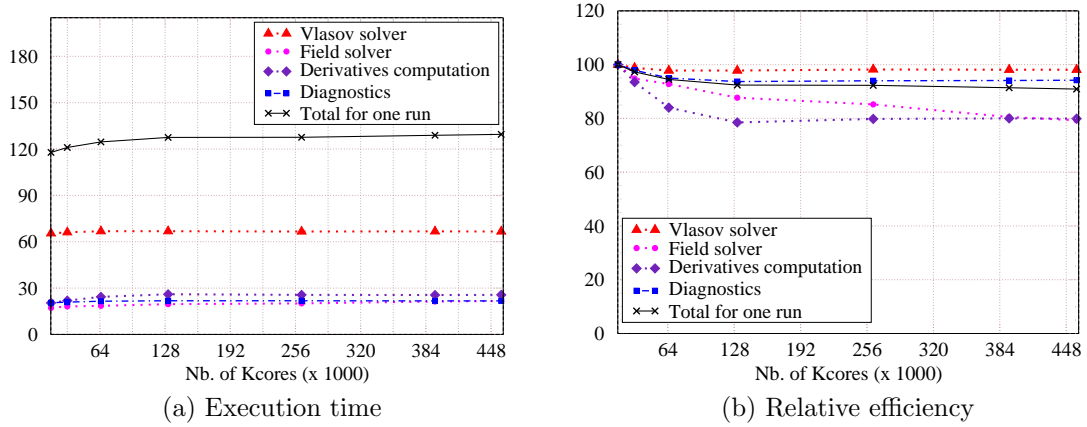 180
150
120
90
60
30
0
Vlasov solver
Field solver
Derivatives computation
Diagnostics
Total for one run
64 128 192 256 320 384 448
Nb. of Kcores (x 1000)
(a) Execution time
120
100
80
60
40
20
0
Vlasov solver
Field solver
Derivatives computation
Diagnostics
Total for one run
64 128 192 256 320 384 448
Nb. of Kcores (x 1000)
(b) Relative efficiency